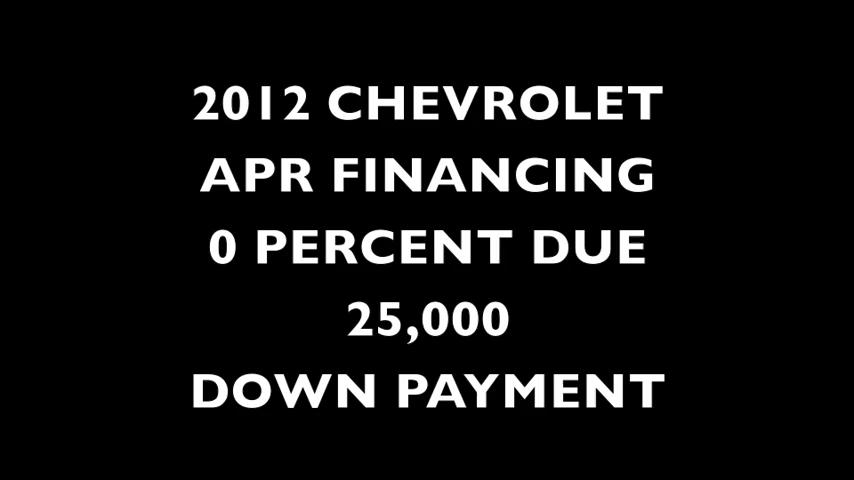 2012 CHEVROLET
APR FINANCING
0 PERCENT DUE
25,000
DOWN PAYMENT